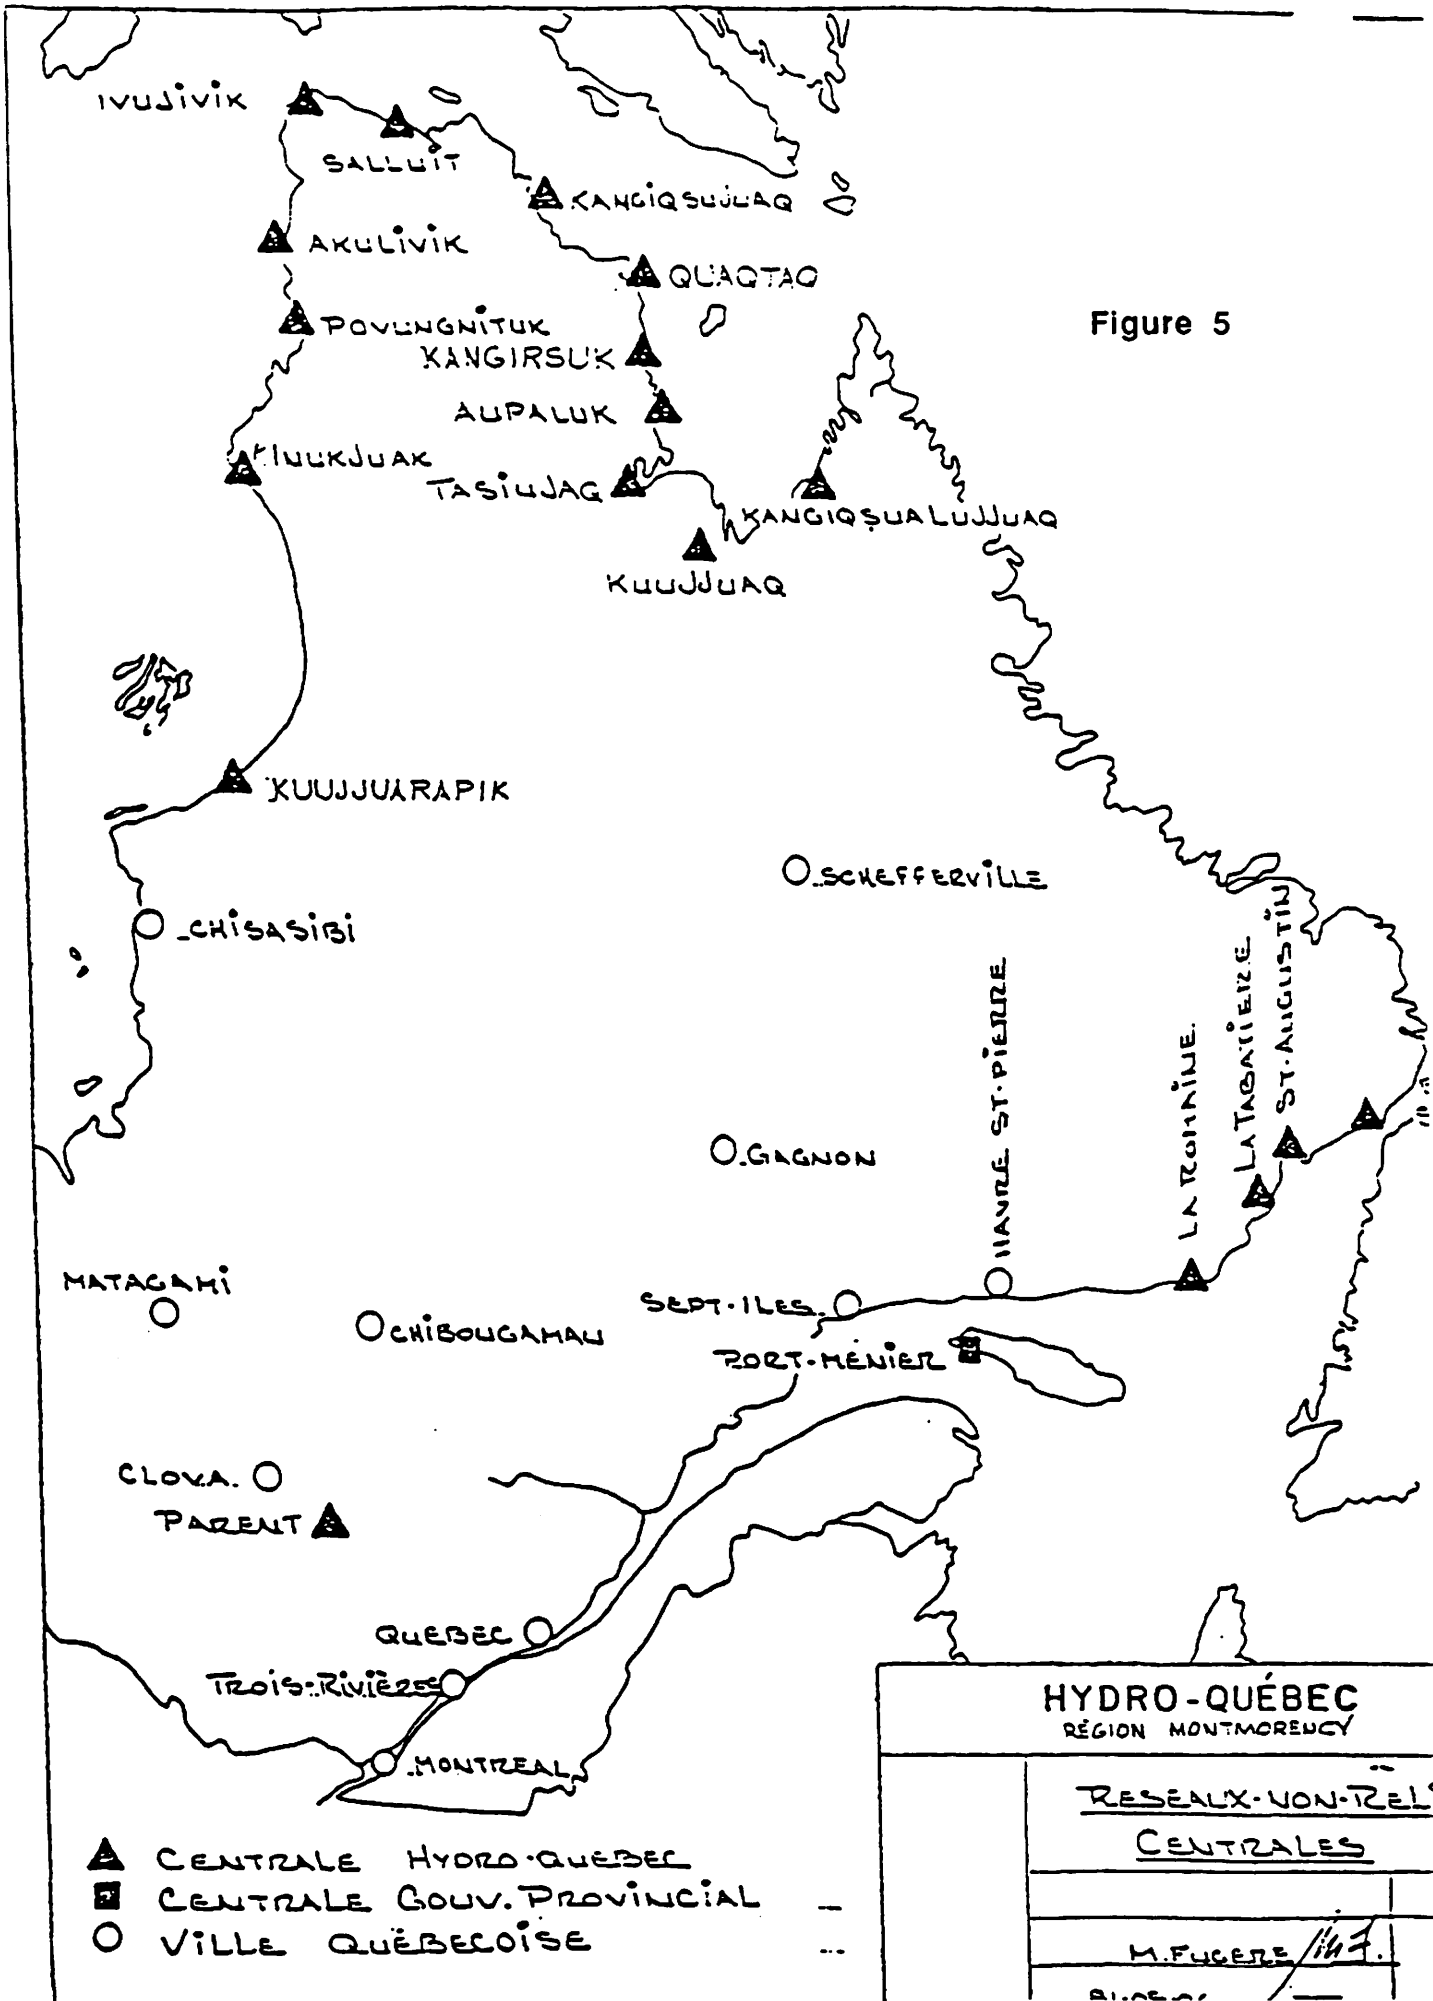 IVUJIVIK
SALLUIT
KANGIQSUJUAQ
AKULIVIK
QUAQTAQ
POVUNGNITUK
Figure 5
KANGIRSUK
AUPALUK
INUKJUAK
TASIUJAQ
KANGIQSUALUJJUAQ
KUUJJUAQ
KUUJJUARAPIK
SCHEFFERVILLE
CHISASIBI
ST-AUGUSTIN
LA TABATIERE
HAVRE ST-PIERRE
LA ROMAINE
GAGNON
MATAGAMI
SEPT-ILES
CHIBOUGAMAU
PORT-MENIER
CLOVA
PARENT
QUEBEC
TROIS-RIVIÈRES
MONTREAL
HYDRO-QUÉBEC
RÉGION MONTMORENCY
RESEAUX-NON-REL
CENTRALES
M. FUGERE
CENTRALE HYDRO-QUEBEC
CENTRALE GOUV. PROVINCIAL
VILLE QUÉBECOISE